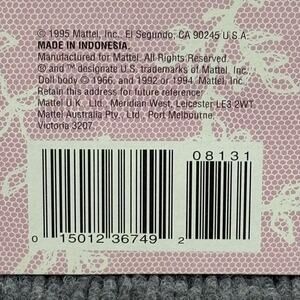 © 1995 Mattel, Inc. El Segundo, CA 90245 U.S.A.
MADE IN INDONESIA.
Manufactured for Mattel. All Rights Reserved.
® and ™ designate U.S. trademarks of Mattel, Inc.
Doll body © 1966, and 1992 or 1994. Mattel, Inc.
Retain this address for future reference:
Mattel U.K. Ltd., Meridian West, Leicester LE3 2WT
Mattel Australia Pty. Ltd., Port Melbourne,
Victoria 3207.
08131
0 15012 36749 2